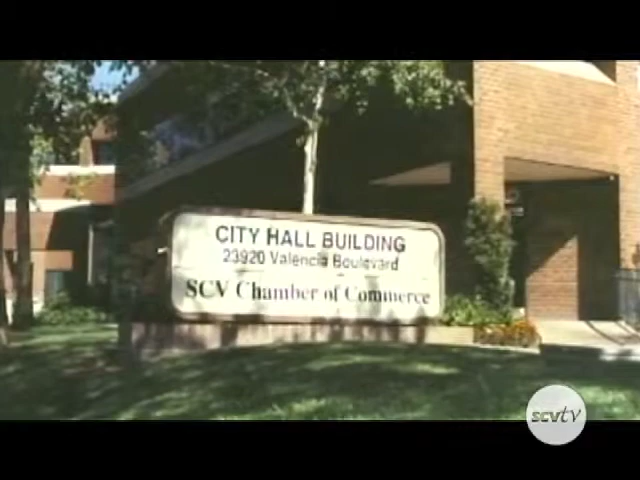 CITY HALL BUILDING
23920 Valencia Boulevard
SCV Chamber of Commerce
scvtv